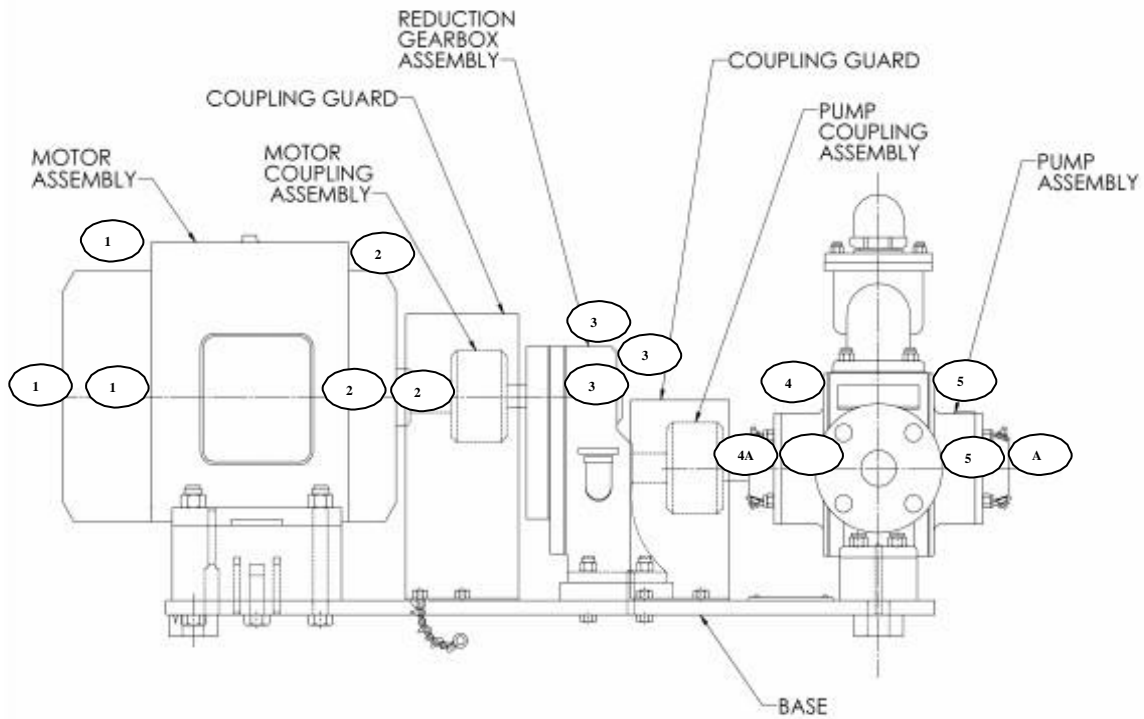 REDUCTION
GEARBOX
ASSEMBLY
COUPLING GUARD
COUPLING GUARD
PUMP
COUPLING
ASSEMBLY
MOTOR
ASSEMBLY
MOTOR
COUPLING
ASSEMBLY
PUMP
ASSEMBLY
1
2
3
3
1
1
2
2
3
4
5
4A
5
A
BASE